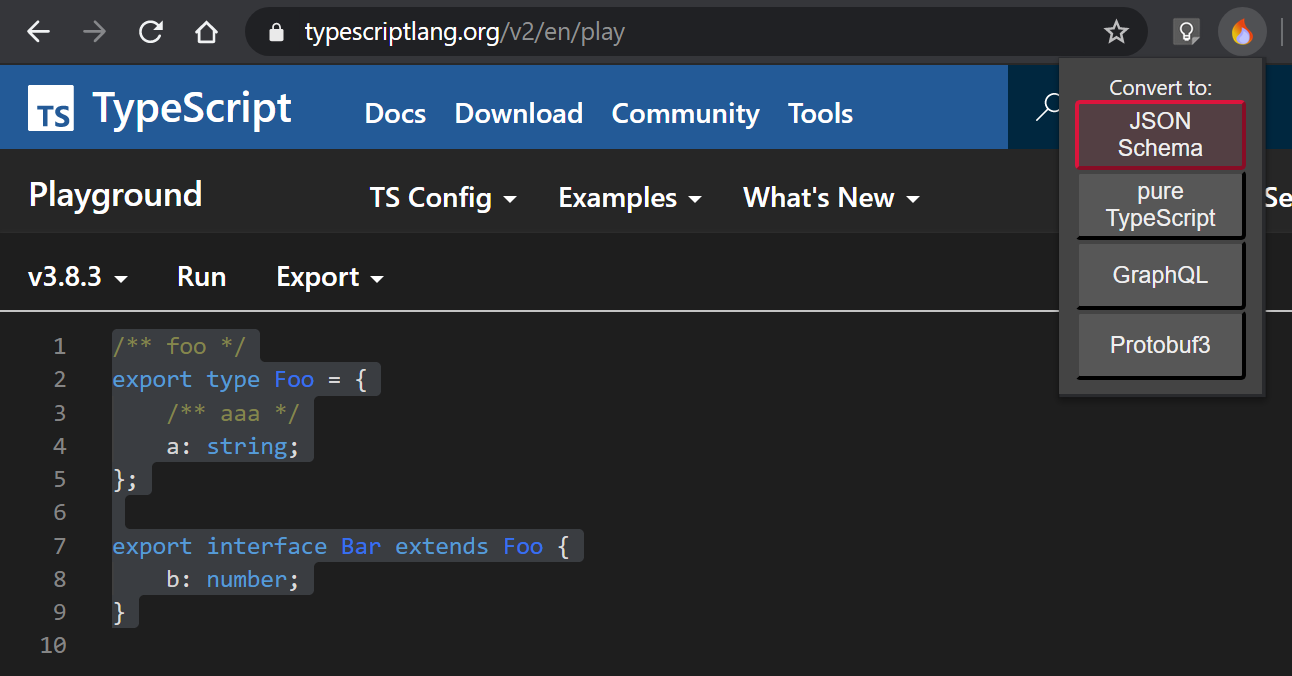 typescriptlang.org/v2/en/play
TS TypeScript Docs Download Community Tools
Convert to:
JSON
Schema
pure
TypeScript
GraphQL
Protobuf3
Playground TS Config Examples What's New Se
v3.8.3 Run Export
1 /** foo */
2 export type Foo = {
3 /** aaa */
4 a: string;
5 };
6
7 export interface Bar extends Foo {
8 b: number;
9 }
10